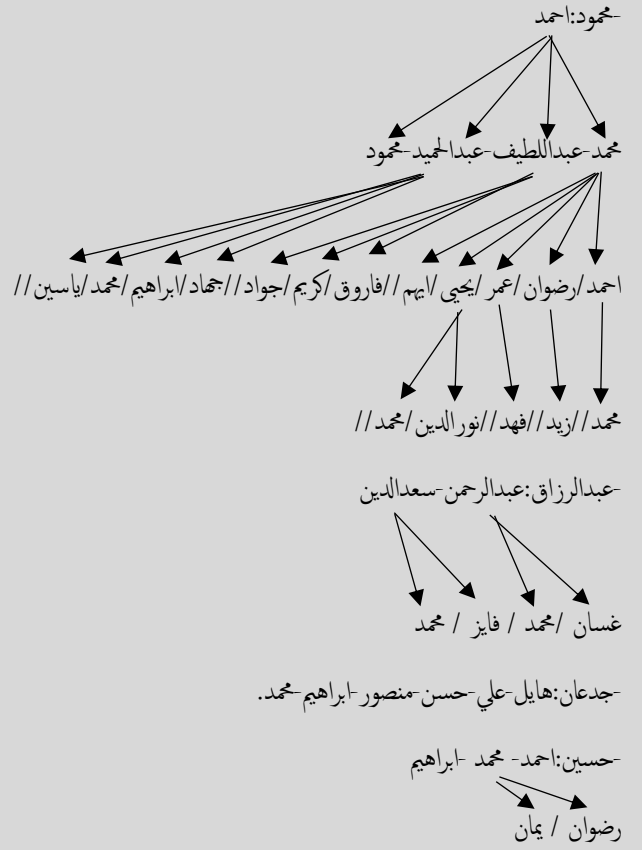 -محمود:احمد
محمد-عبداللطيف-عبدالحميد-محمود
احمد/رضوان/عمر/يحيى/ايهم//فاروق/كريم/جواد//جهاد/ابراهيم/محمد/ياسين//
محمد//زيد//فهد//نورالدين/محمد//
-عبدالرزاق:عبدالرحمن-سعدالدين
غسان /محمد / فايز / محمد
-جدعان:هايل-علي-حسن-منصور-ابراهيم-محمد.
-حسين:احمد- محمد -ابراهيم
رضوان / يمان